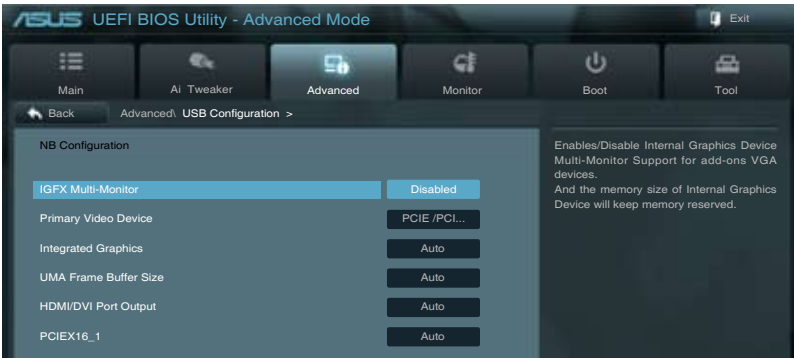 ASUS UEFI BIOS Utility - Advanced Mode
Exit
Main
Ai Tweaker
Advanced
Monitor
Boot
Tool
Back
Advanced\ USB Configuration >
NB Configuration
IGFX Multi-Monitor Disabled
Primary Video Device PCIE /PCI...
Integrated Graphics Auto
UMA Frame Buffer Size Auto
HDMI/DVI Port Output Auto
PCIEX16_1 Auto
Enables/Disable Internal Graphics Device
Multi-Monitor Support for add-ons VGA
devices.
And the memory size of Internal Graphics
Device will keep memory reserved.